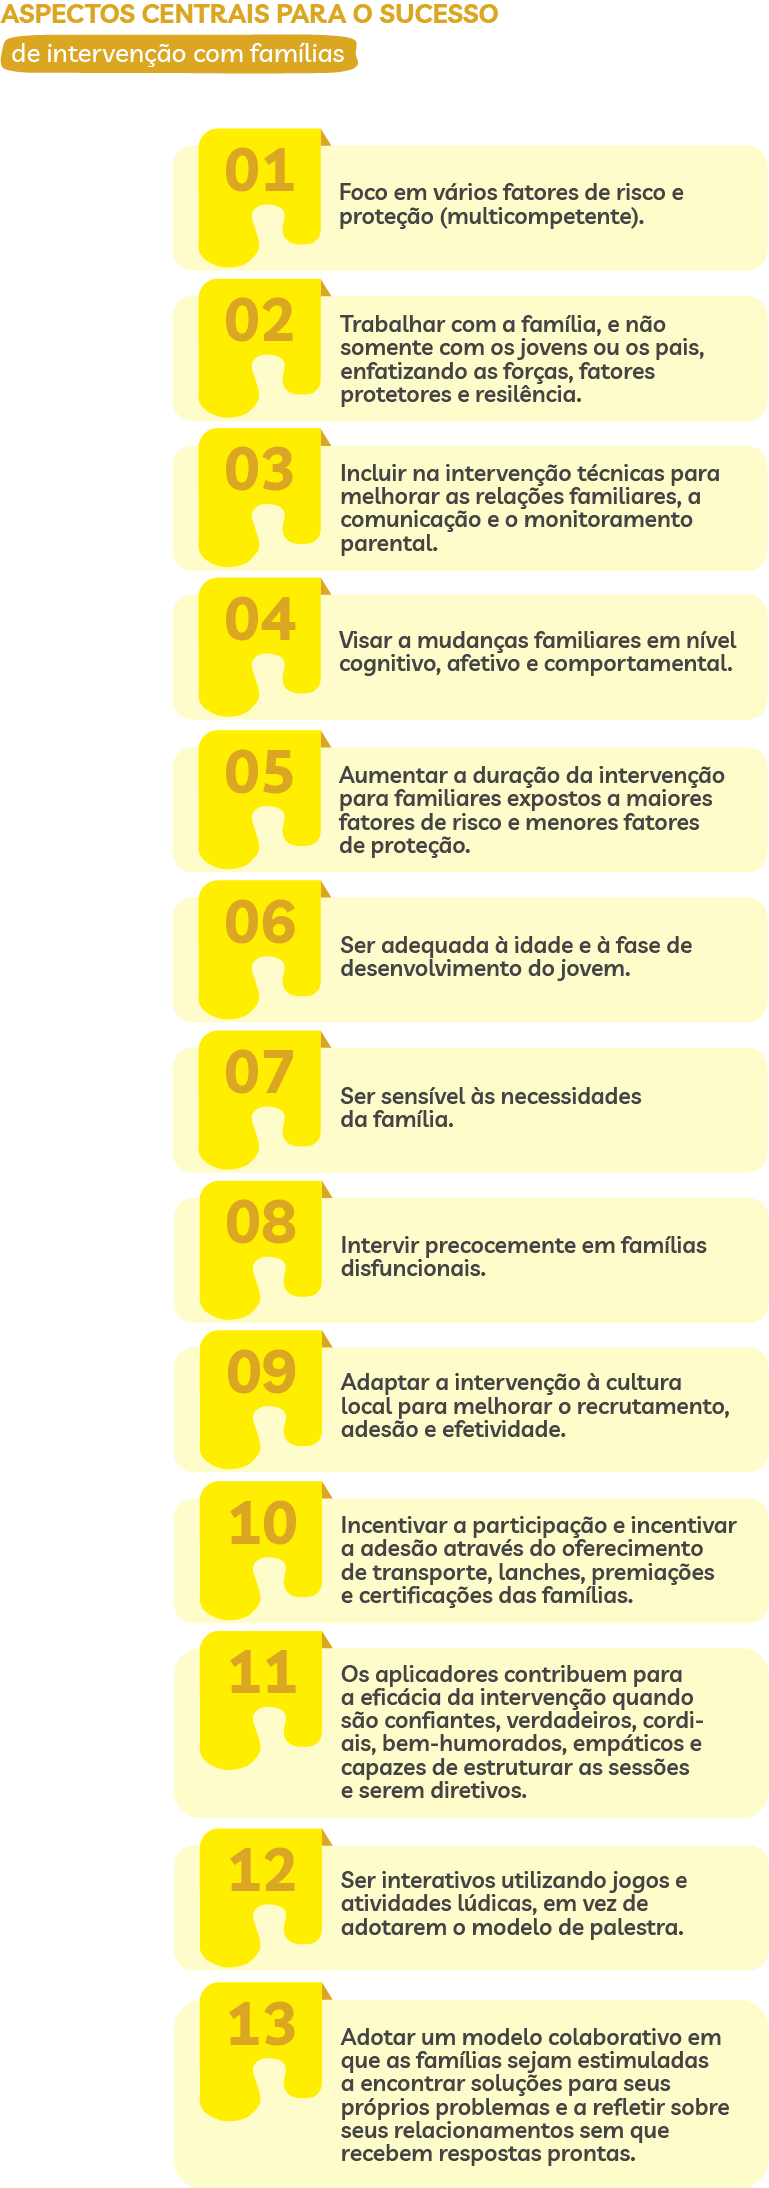 ASPECTOS CENTRAIS PARA O SUCESSO
de intervenção com famílias
01
Foco em vários fatores de risco e
proteção (multicompetente).
02
Trabalhar com a família, e não
somente com os jovens ou os pais,
enfatizando as forças, fatores
protetores e resilência.
03
Incluir na intervenção técnicas para
melhorar as relações familiares, a
comunicação e o monitoramento
parental.
04
Visar a mudanças familiares em nível
cognitivo, afetivo e comportamental.
05
Aumentar a duração da intervenção
para familiares expostos a maiores
fatores de risco e menores fatores
de proteção.
06
Ser adequada à idade e à fase de
desenvolvimento do jovem.
07
Ser sensível às necessidades
da família.
08
Intervir precocemente em famílias
disfuncionais.
09
Adaptar a intervenção à cultura
local para melhorar o recrutamento,
adesão e efetividade.
10
Incentivar a participação e incentivar
a adesão através do oferecimento
de transporte, lanches, premiações
e certificações das famílias.
11
Os aplicadores contribuem para
a eficácia da intervenção quando
são confiantes, verdadeiros, cordi-
ais, bem-humorados, empáticos e
capazes de estruturar as sessões
e serem diretivos.
12
Ser interativos utilizando jogos e
atividades lúdicas, em vez de
adotarem o modelo de palestra.
13
Adotar um modelo colaborativo em
que as famílias sejam estimuladas
a encontrar soluções para seus
próprios problemas e a refletir sobre
seus relacionamentos sem que
recebem respostas prontas.